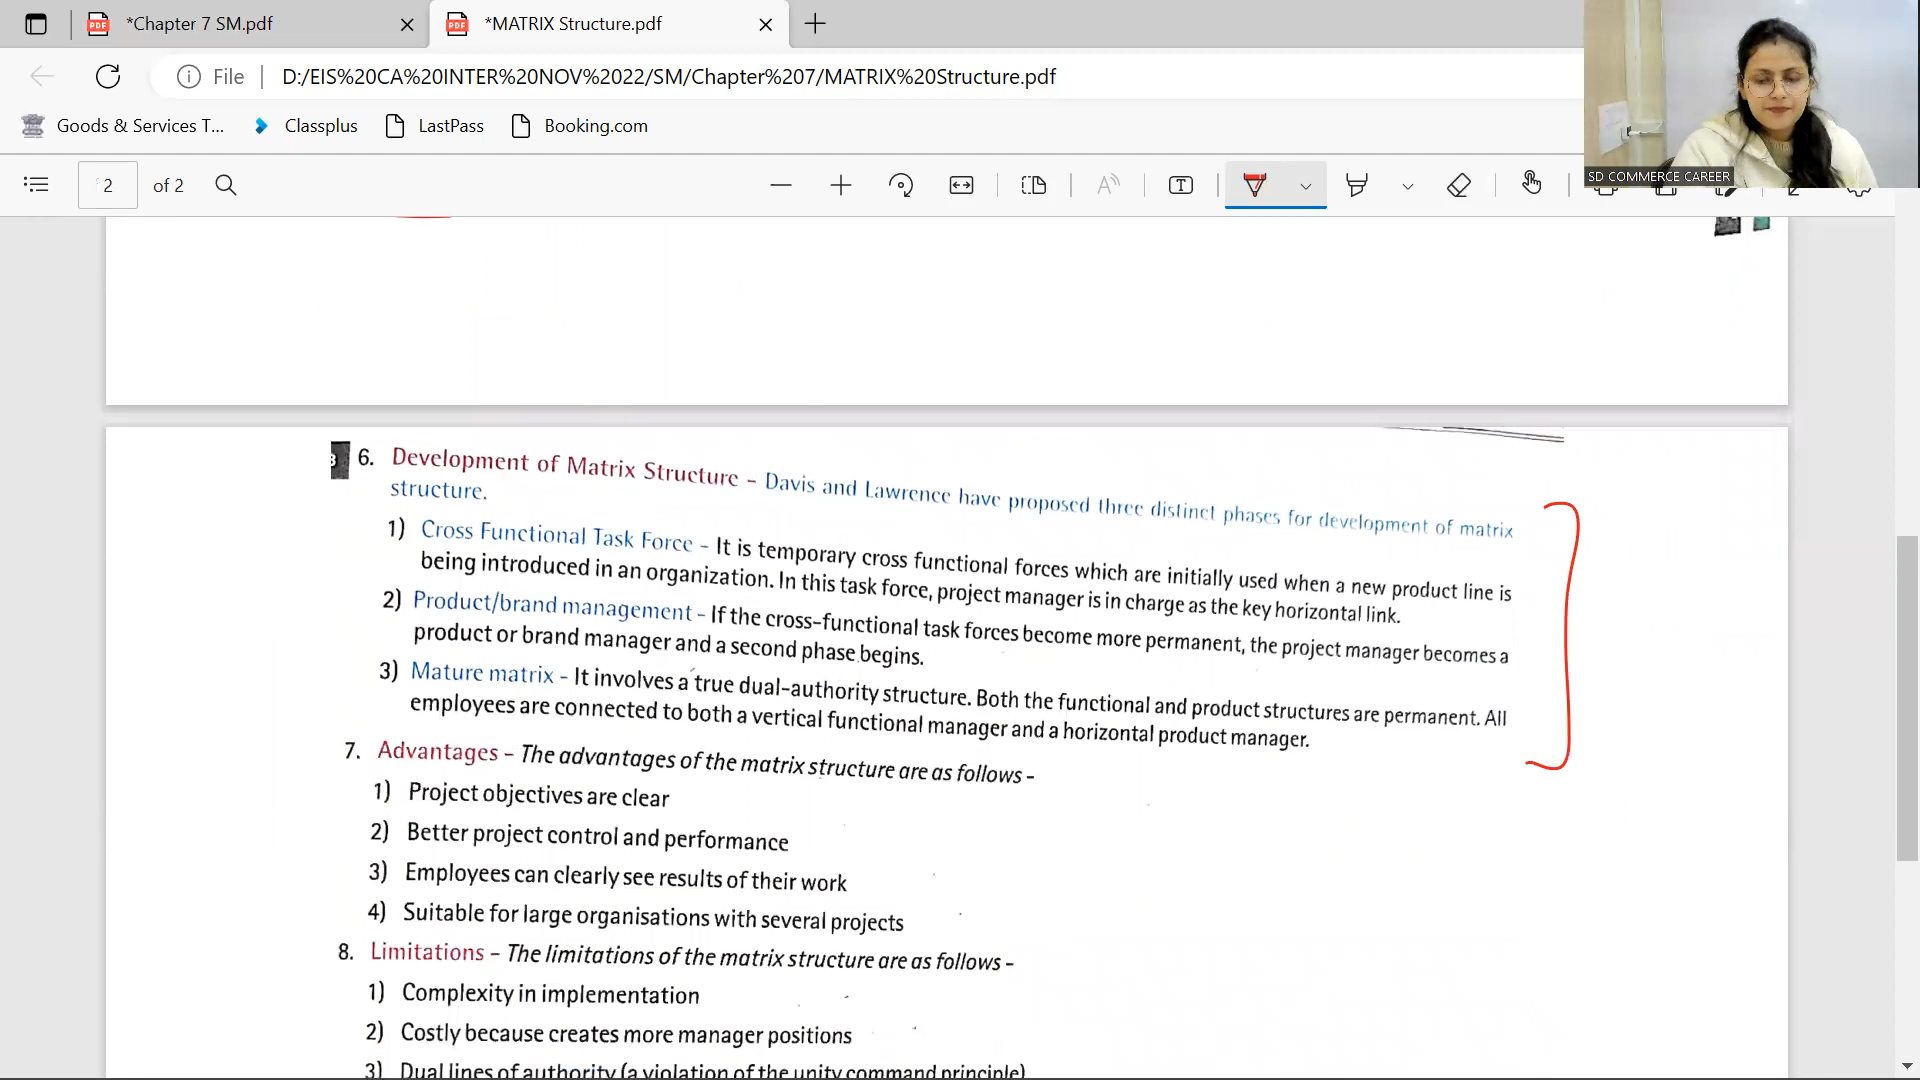 *Chapter 7 SM.pdf
*MATRIX Structure.pdf
File
D:/EIS%20CA%20INTER%20NOV%2022/SM/Chapter%207/MATRIX%20Structure.pdf
Goods & Services T...
Classplus
LastPass
Booking.com
SD COMMERCE CAREER
2 of 2
6. Development of Matrix Structure – Davis and Lawrence have proposed three distinct phases for development of matrix
structure.
1) Cross Functional Task Force – It is temporary cross functional forces which are initially used when a new product line is
being introduced in an organization. In this task force, project manager is in charge as the key horizontal link.
2) Product/brand management – If the cross-functional task forces become more permanent, the project manager becomes a
product or brand manager and a second phase begins.
3) Mature matrix – It involves a true dual-authority structure. Both the functional and product structures are permanent. All
employees are connected to both a vertical functional manager and a horizontal product manager.
7. Advantages – The advantages of the matrix structure are as follows –
1) Project objectives are clear
2) Better project control and performance
3) Employees can clearly see results of their work
4) Suitable for large organisations with several projects
8. Limitations – The limitations of the matrix structure are as follows –
1) Complexity in implementation
2) Costly because creates more manager positions
3) Dual lines of authority (a violation of the unity command principle)